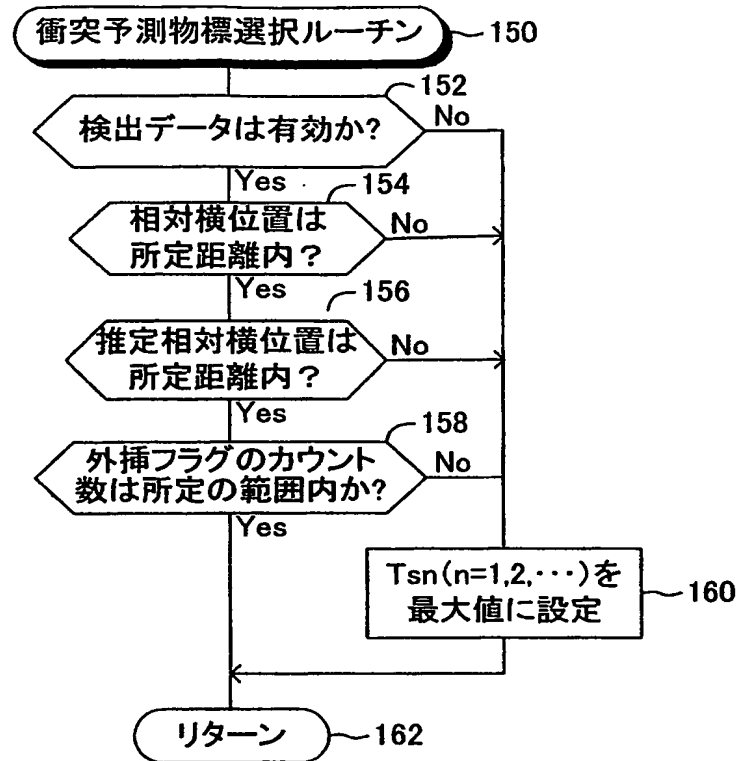 衝突予測物標選択ルーチン
150
152
検出データは有効か?
No
Yes
154
相対横位置は
所定距離内？
No
Yes
156
推定相対横位置は
所定距離内？
No
Yes
158
外挿フラグのカウント
数は所定の範囲内か?
No
Yes
Tsn(n=1,2,･･･)を
最大値に設定
160
リターン
162